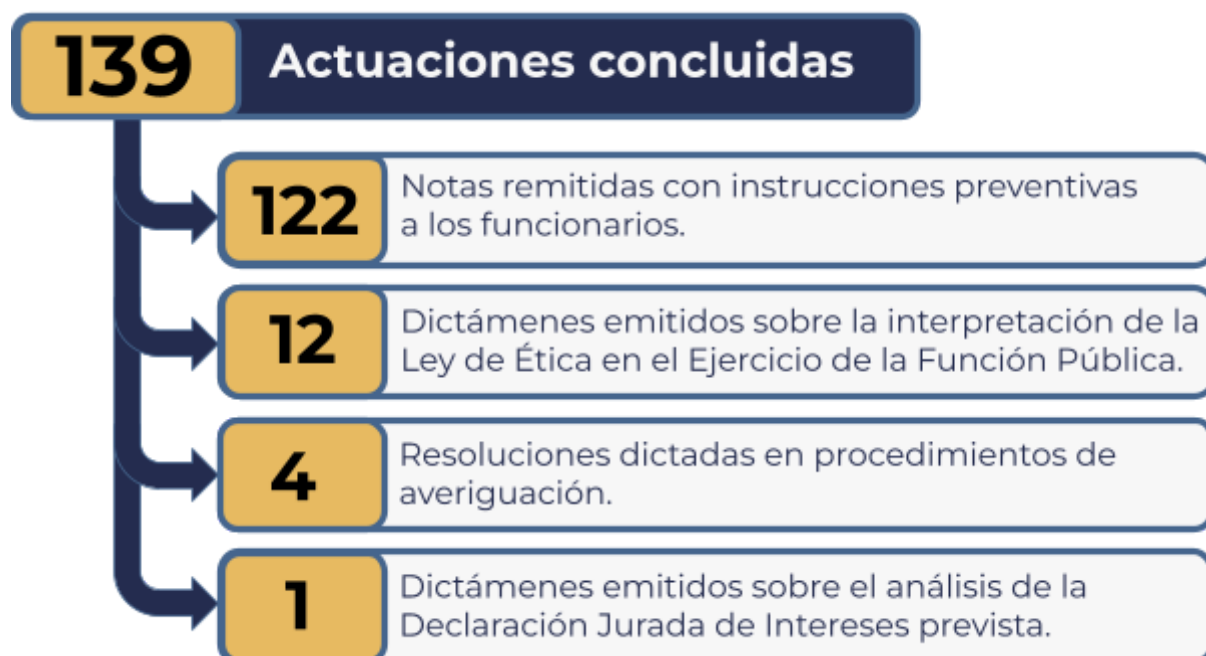 139 Actuaciones concluidas
122
Notas remitidas con instrucciones preventivas
a los funcionarios.
12
Dictámenes emitidos sobre la interpretación de la
Ley de Ética en el Ejercicio de la Función Pública.
4
Resoluciones dictadas en procedimientos de
averiguación.
1
Dictámenes emitidos sobre el análisis de la
Declaración Jurada de Intereses prevista.